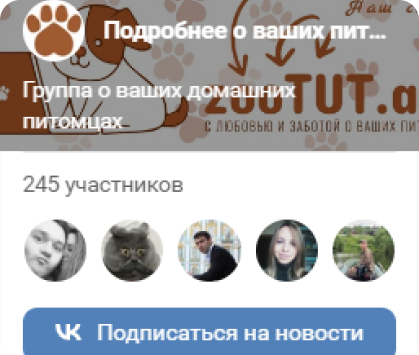 Наш с
Подробнее о ваших пит...
Группа о ваших домашних
ZOOTUT.a
питомцах
С ЛЮБОВЬЮ И ЗАБОТОЙ О ВАШИХ ПИТ
245 участников
Подписаться на новости